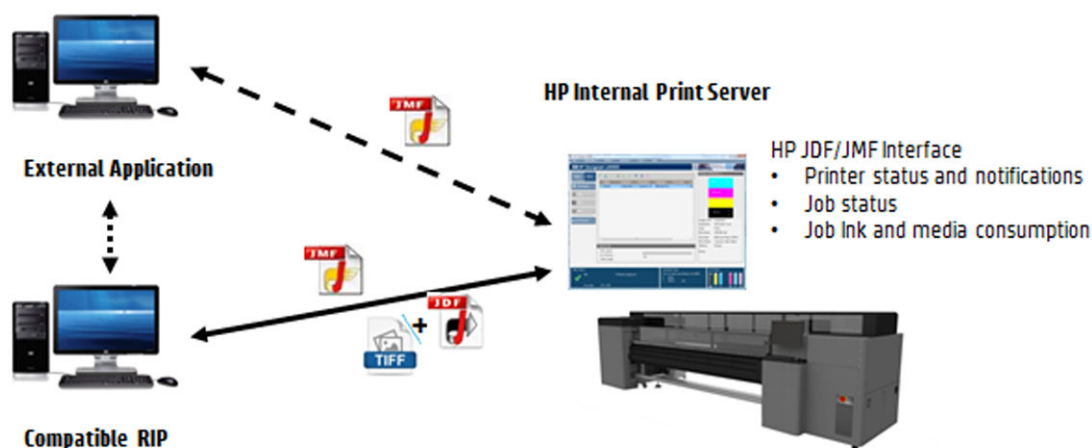 JMF
HP Internal Print Server
External Application
HP JDF/JMF Interface
• Printer status and notifications
• Job status
• Job Ink and media consumption
JMF
JDF
+
TIFF
Compatible RIP